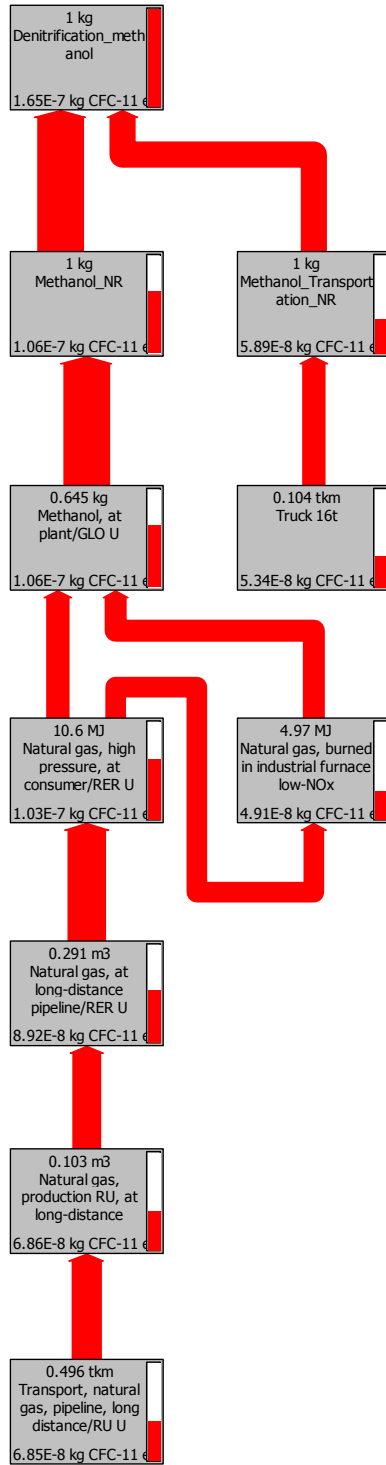 1 kg
Denitrification_meth
anol
1.65E-7 kg CFC-11 e
1 kg
Methanol_NR
1.06E-7 kg CFC-11 e
1 kg
Methanol_Transport
ation_NR
5.89E-8 kg CFC-11 e
0.645 kg
Methanol, at
plant/GLO U
1.06E-7 kg CFC-11 e
0.104 tkm
Truck 16t
5.34E-8 kg CFC-11 e
10.6 MJ
Natural gas, high
pressure, at
consumer/RER U
1.03E-7 kg CFC-11 e
4.97 MJ
Natural gas, burned
in industrial furnace
low-NOx
4.91E-8 kg CFC-11 e
0.291 m3
Natural gas, at
long-distance
pipeline/RER U
8.92E-8 kg CFC-11 e
0.103 m3
Natural gas,
production RU, at
long-distance
6.86E-8 kg CFC-11 e
0.496 tkm
Transport, natural
gas, pipeline, long
distance/RU U
6.85E-8 kg CFC-11 e